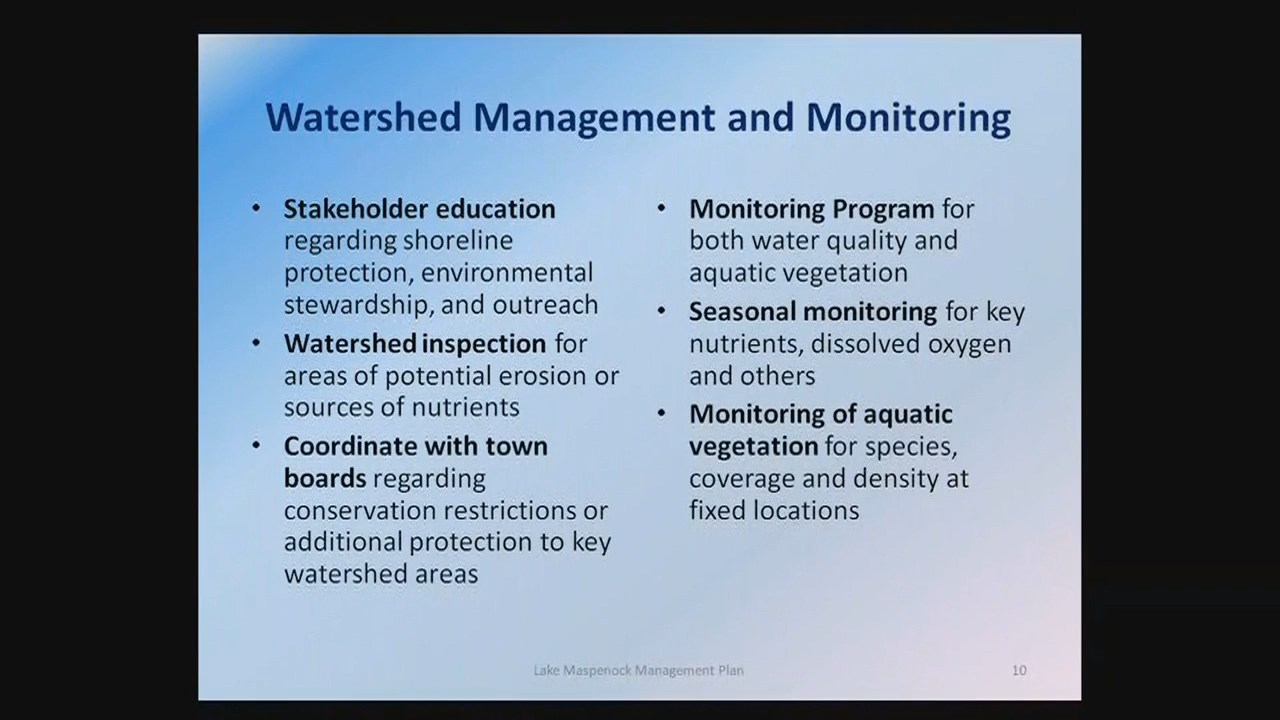 Watershed Management and Monitoring
• Stakeholder education
regarding shoreline
protection, environmental
stewardship, and outreach
• Watershed inspection for
areas of potential erosion or
sources of nutrients
• Coordinate with town
boards regarding
conservation restrictions or
additional protection to key
watershed areas
• Monitoring Program for
both water quality and
aquatic vegetation
• Seasonal monitoring for key
nutrients, dissolved oxygen
and others
• Monitoring of aquatic
vegetation for species,
coverage and density at
fixed locations
Lake Maspenock Management Plan
10